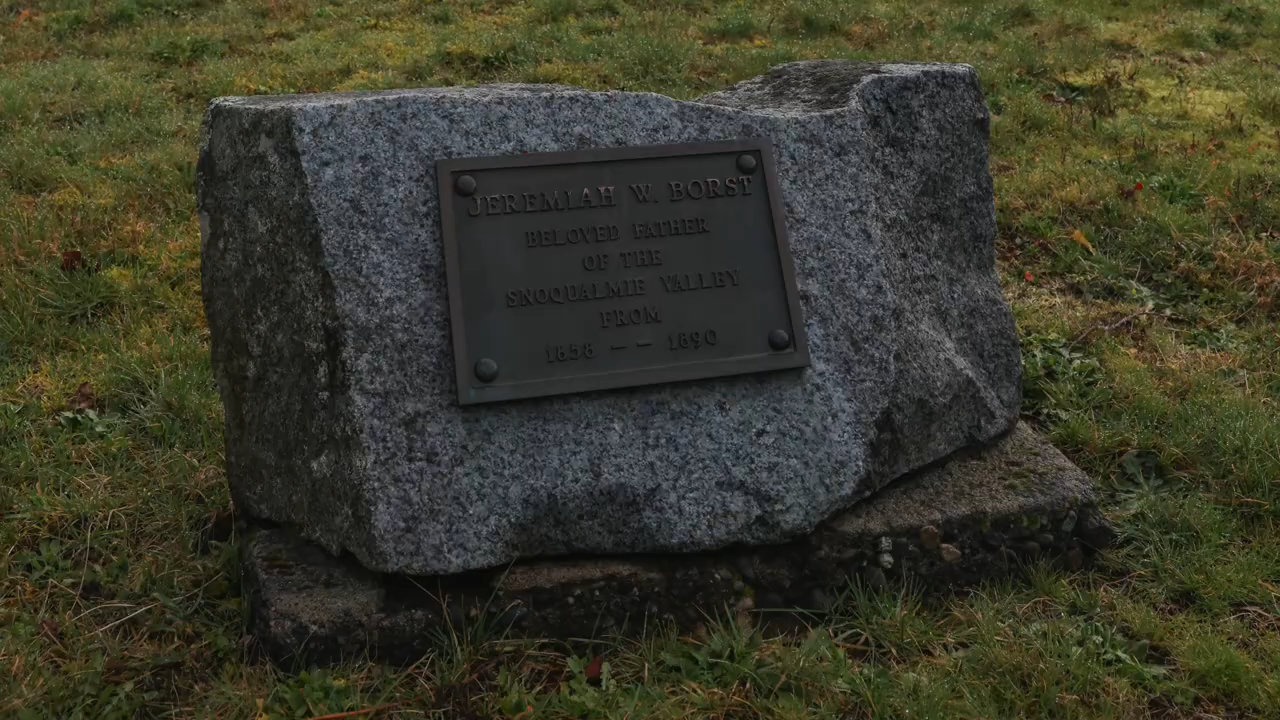 JEREMIAH W. BORST
BELOVED FATHER
OF THE
SNOQUALMIE VALLEY
FROM
1858 — — 1890